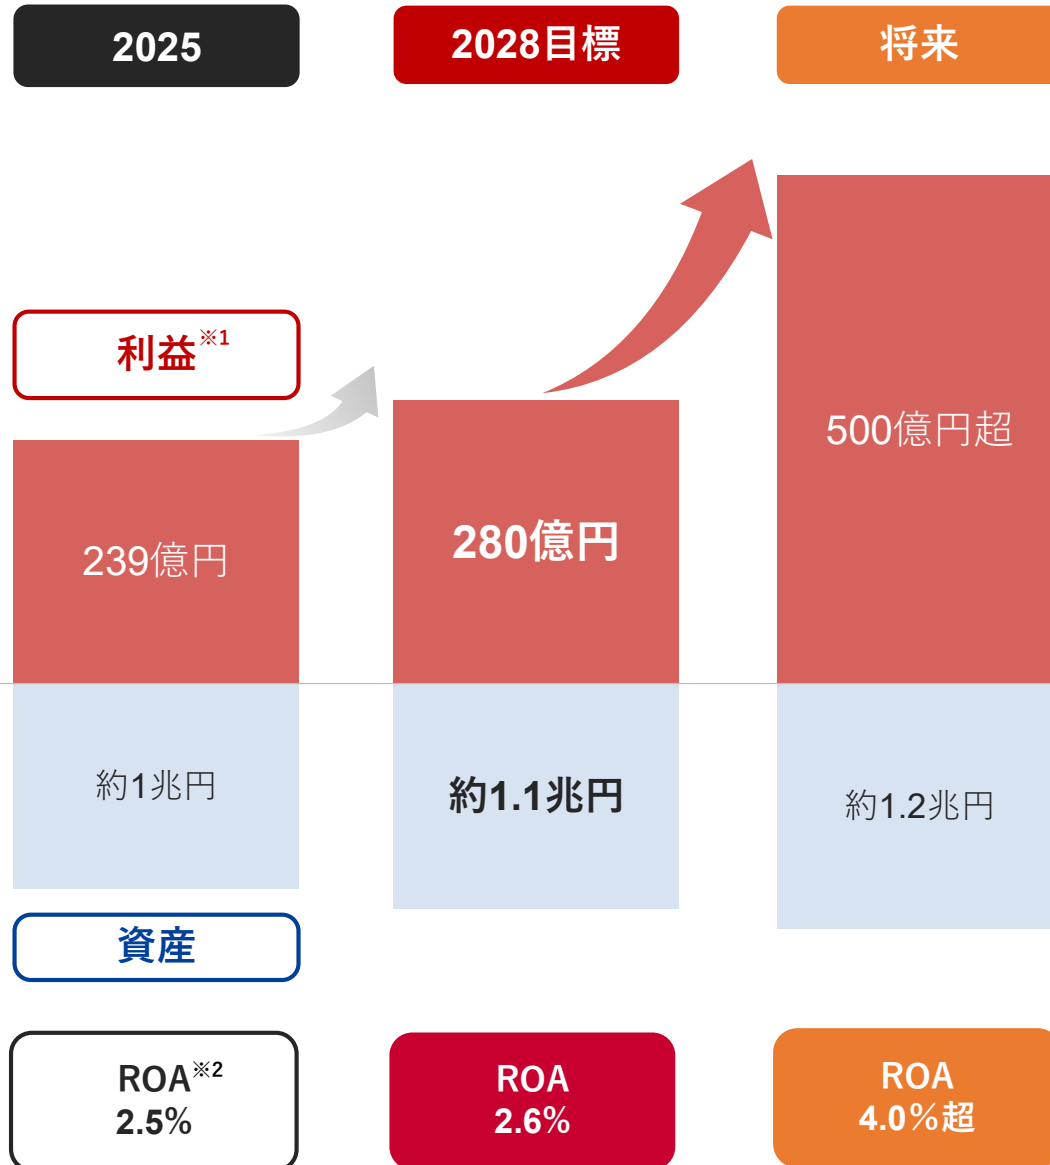 2025
2028目標
将来
利益※1
239億円
280億円
500億円超
約1兆円
約1.1兆円
約1.2兆円
資産
ROA※2
2.5%
ROA
2.6%
ROA
4.0%超